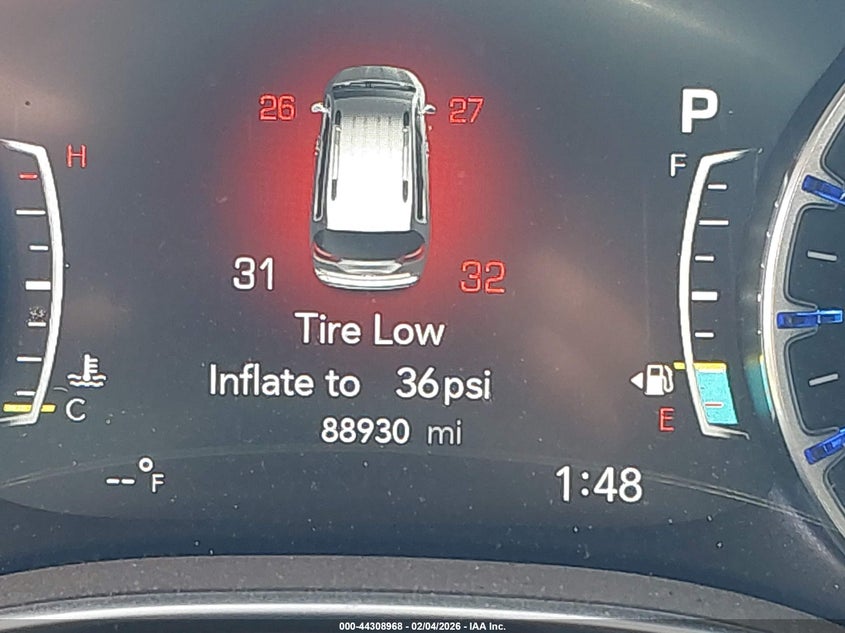 26 27
P
H
F
31 32
Tire Low
Inflate to 36psi
E
C
88930 mi
--°F
1:48
000-44308968 - 02/04/2026 - IAA Inc.